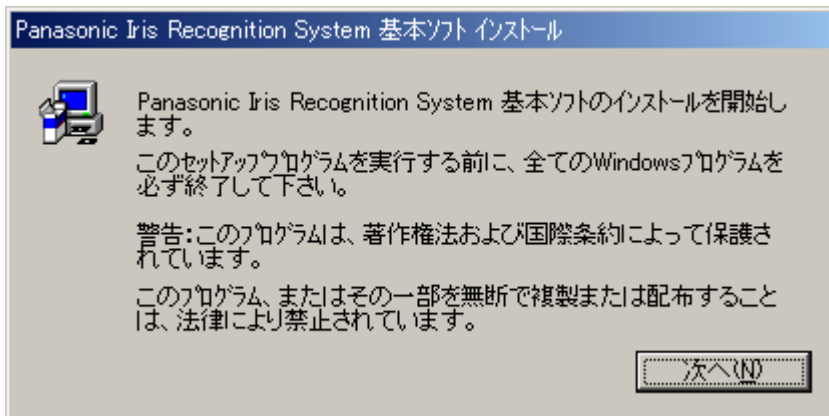 Panasonic Iris Recognition System 基本ソフト インストール
Panasonic Iris Recognition System 基本ソフトのインストールを開始し
ます。
このセットアッププログラムを実行する前に、全てのWindowsプログラムを
必ず終了して下さい。
警告:このプログラムは、著作権法および国際条約によって保護さ
れています。
このプログラム、またはその一部を無断で複製または配布すること
は、法律により禁止されています。
次へ(N)